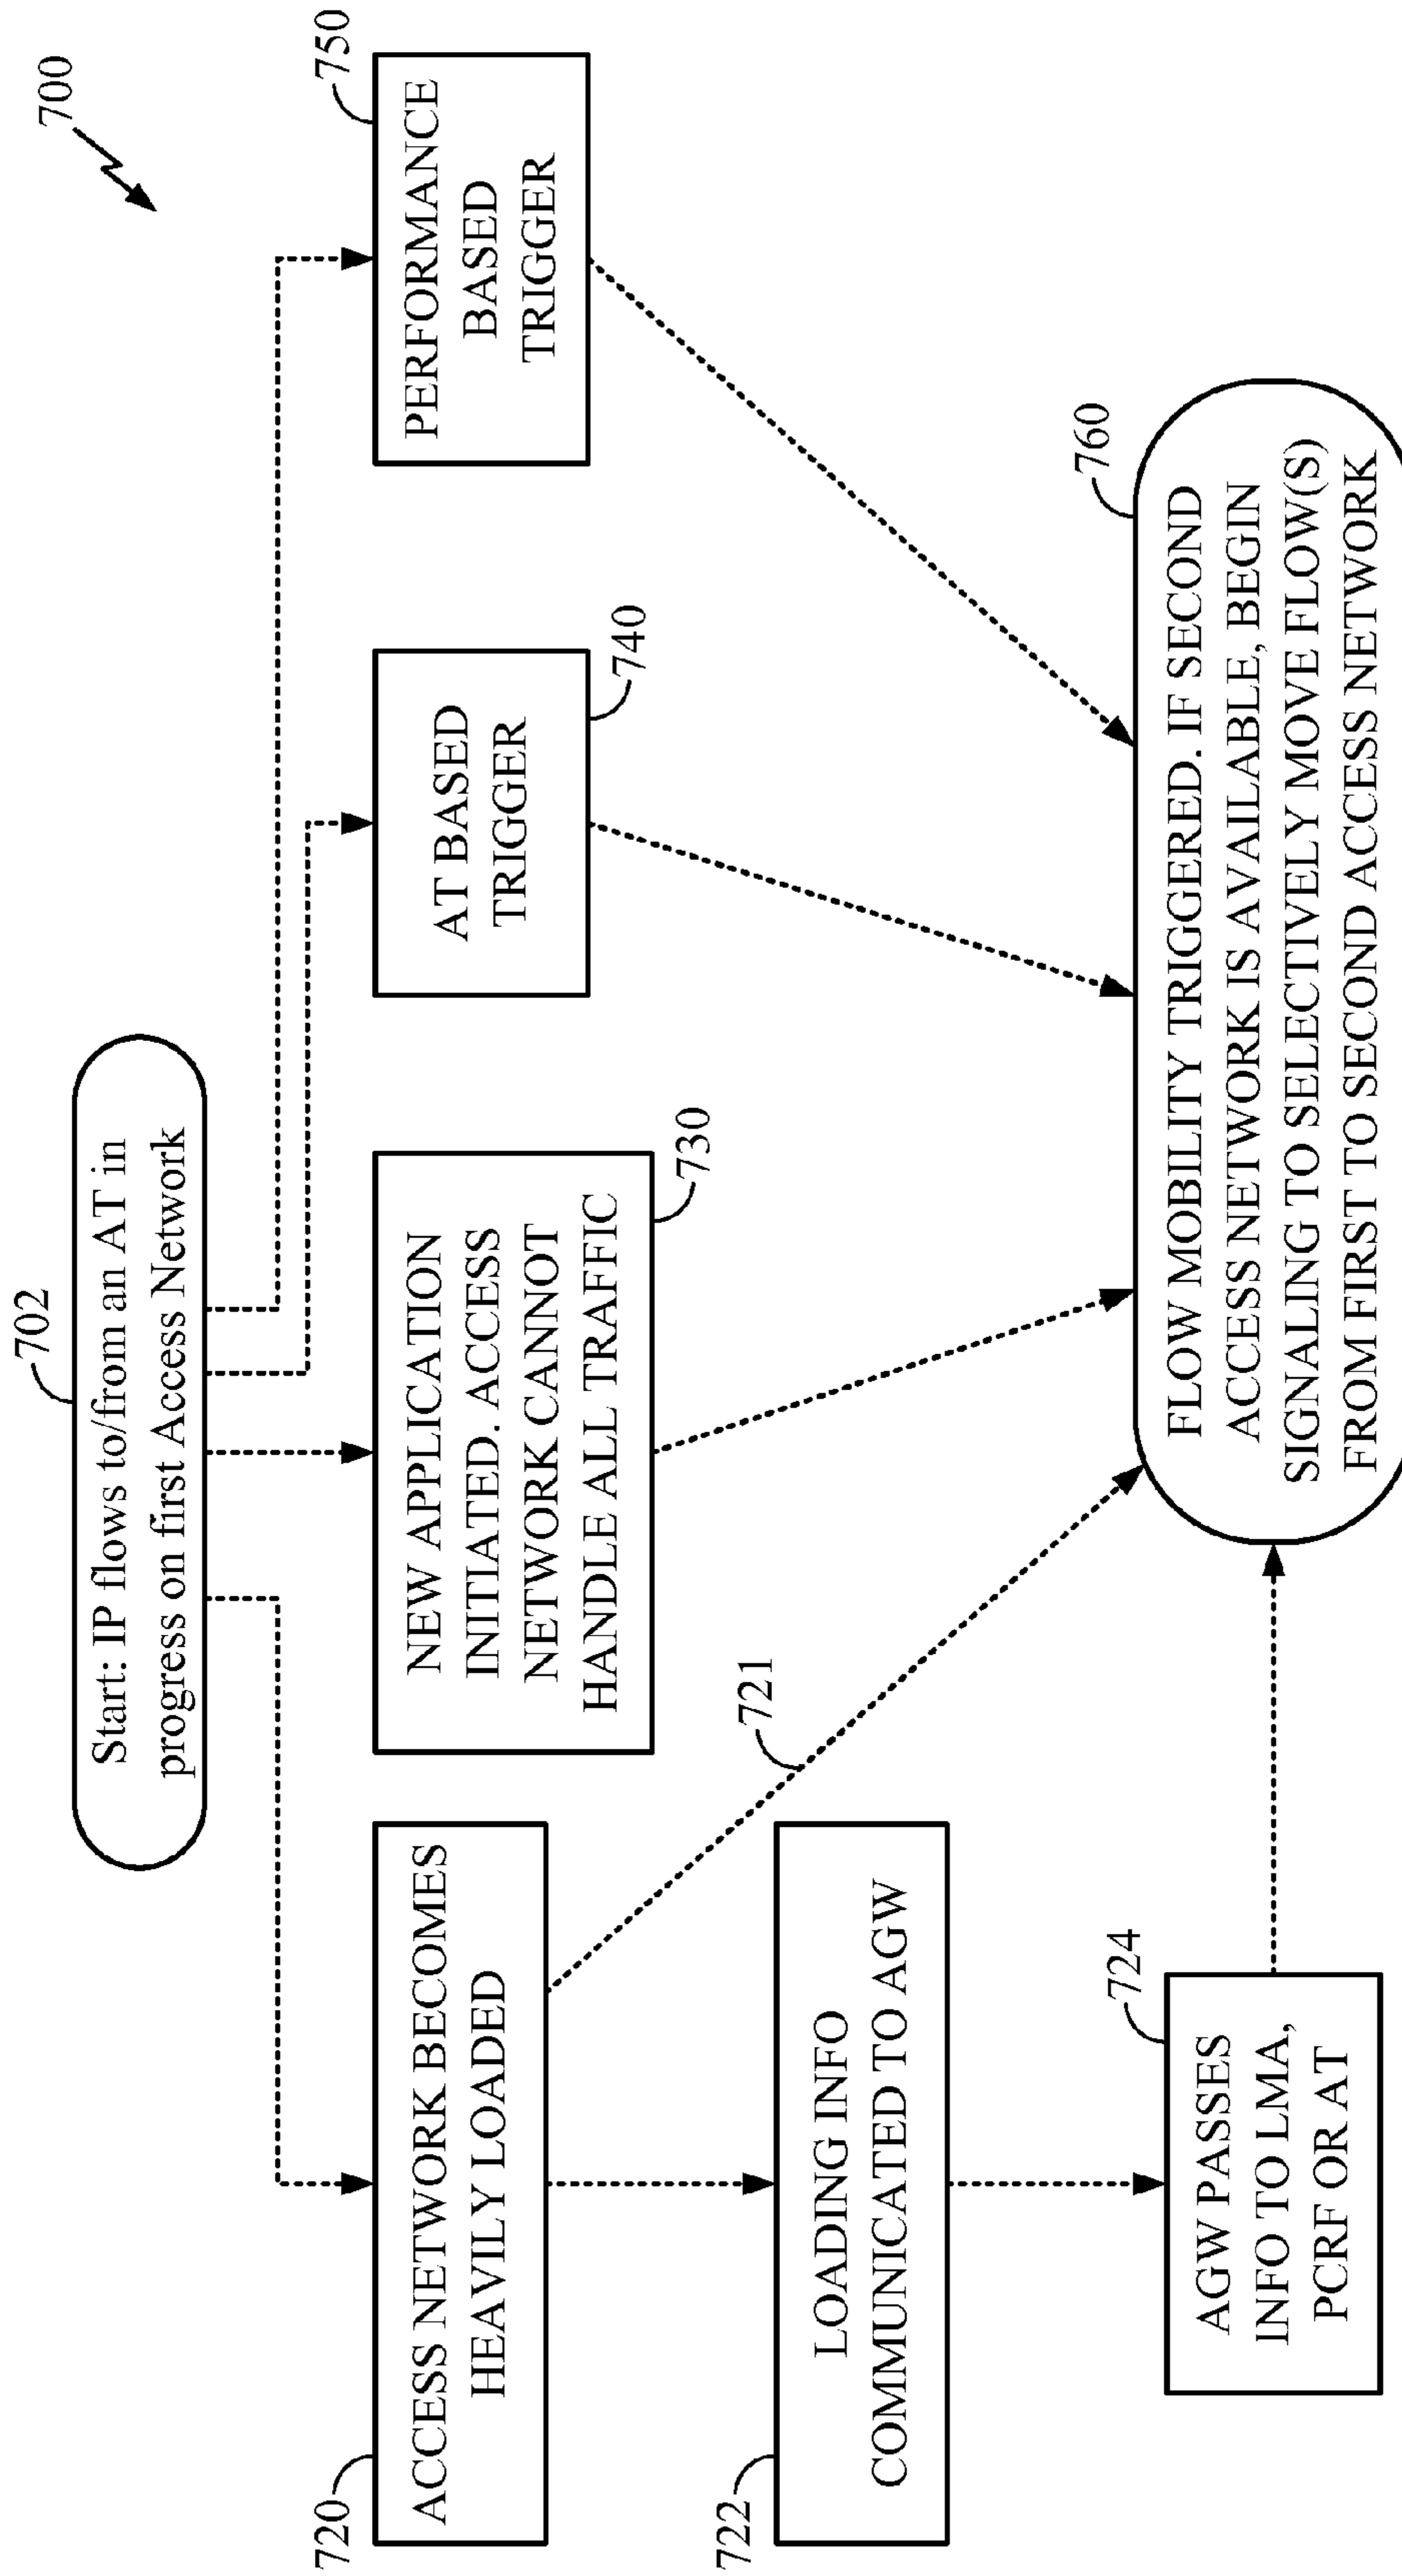 700
702
Start: IP flows to/from an AT in
progress on first Access Network
720
ACCESS NETWORK BECOMES
HEAVILY LOADED
NEW APPLICATION
INITIATED. ACCESS
NETWORK CANNOT
HANDLE ALL TRAFFIC
730
AT BASED
TRIGGER
740
750
PERFORMANCE
BASED
TRIGGER
721
722
LOADING INFO
COMMUNICATED TO AGW
724
AGW PASSES
INFO TO LMA,
PCRF OR AT
760
FLOW MOBILITY TRIGGERED. IF SECOND
ACCESS NETWORK IS AVAILABLE, BEGIN
SIGNALING TO SELECTIVELY MOVE FLOW(S)
FROM FIRST TO SECOND ACCESS NETWORK